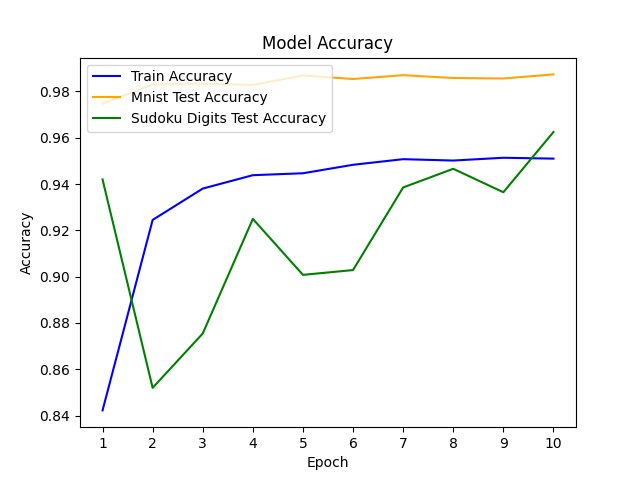 Model Accuracy
Train Accuracy
Mnist Test Accuracy
Sudoku Digits Test Accuracy
Accuracy
0.98
0.96
0.94
0.92
0.90
0.88
0.86
0.84
1 2 3 4 5 6 7 8 9 10
Epoch